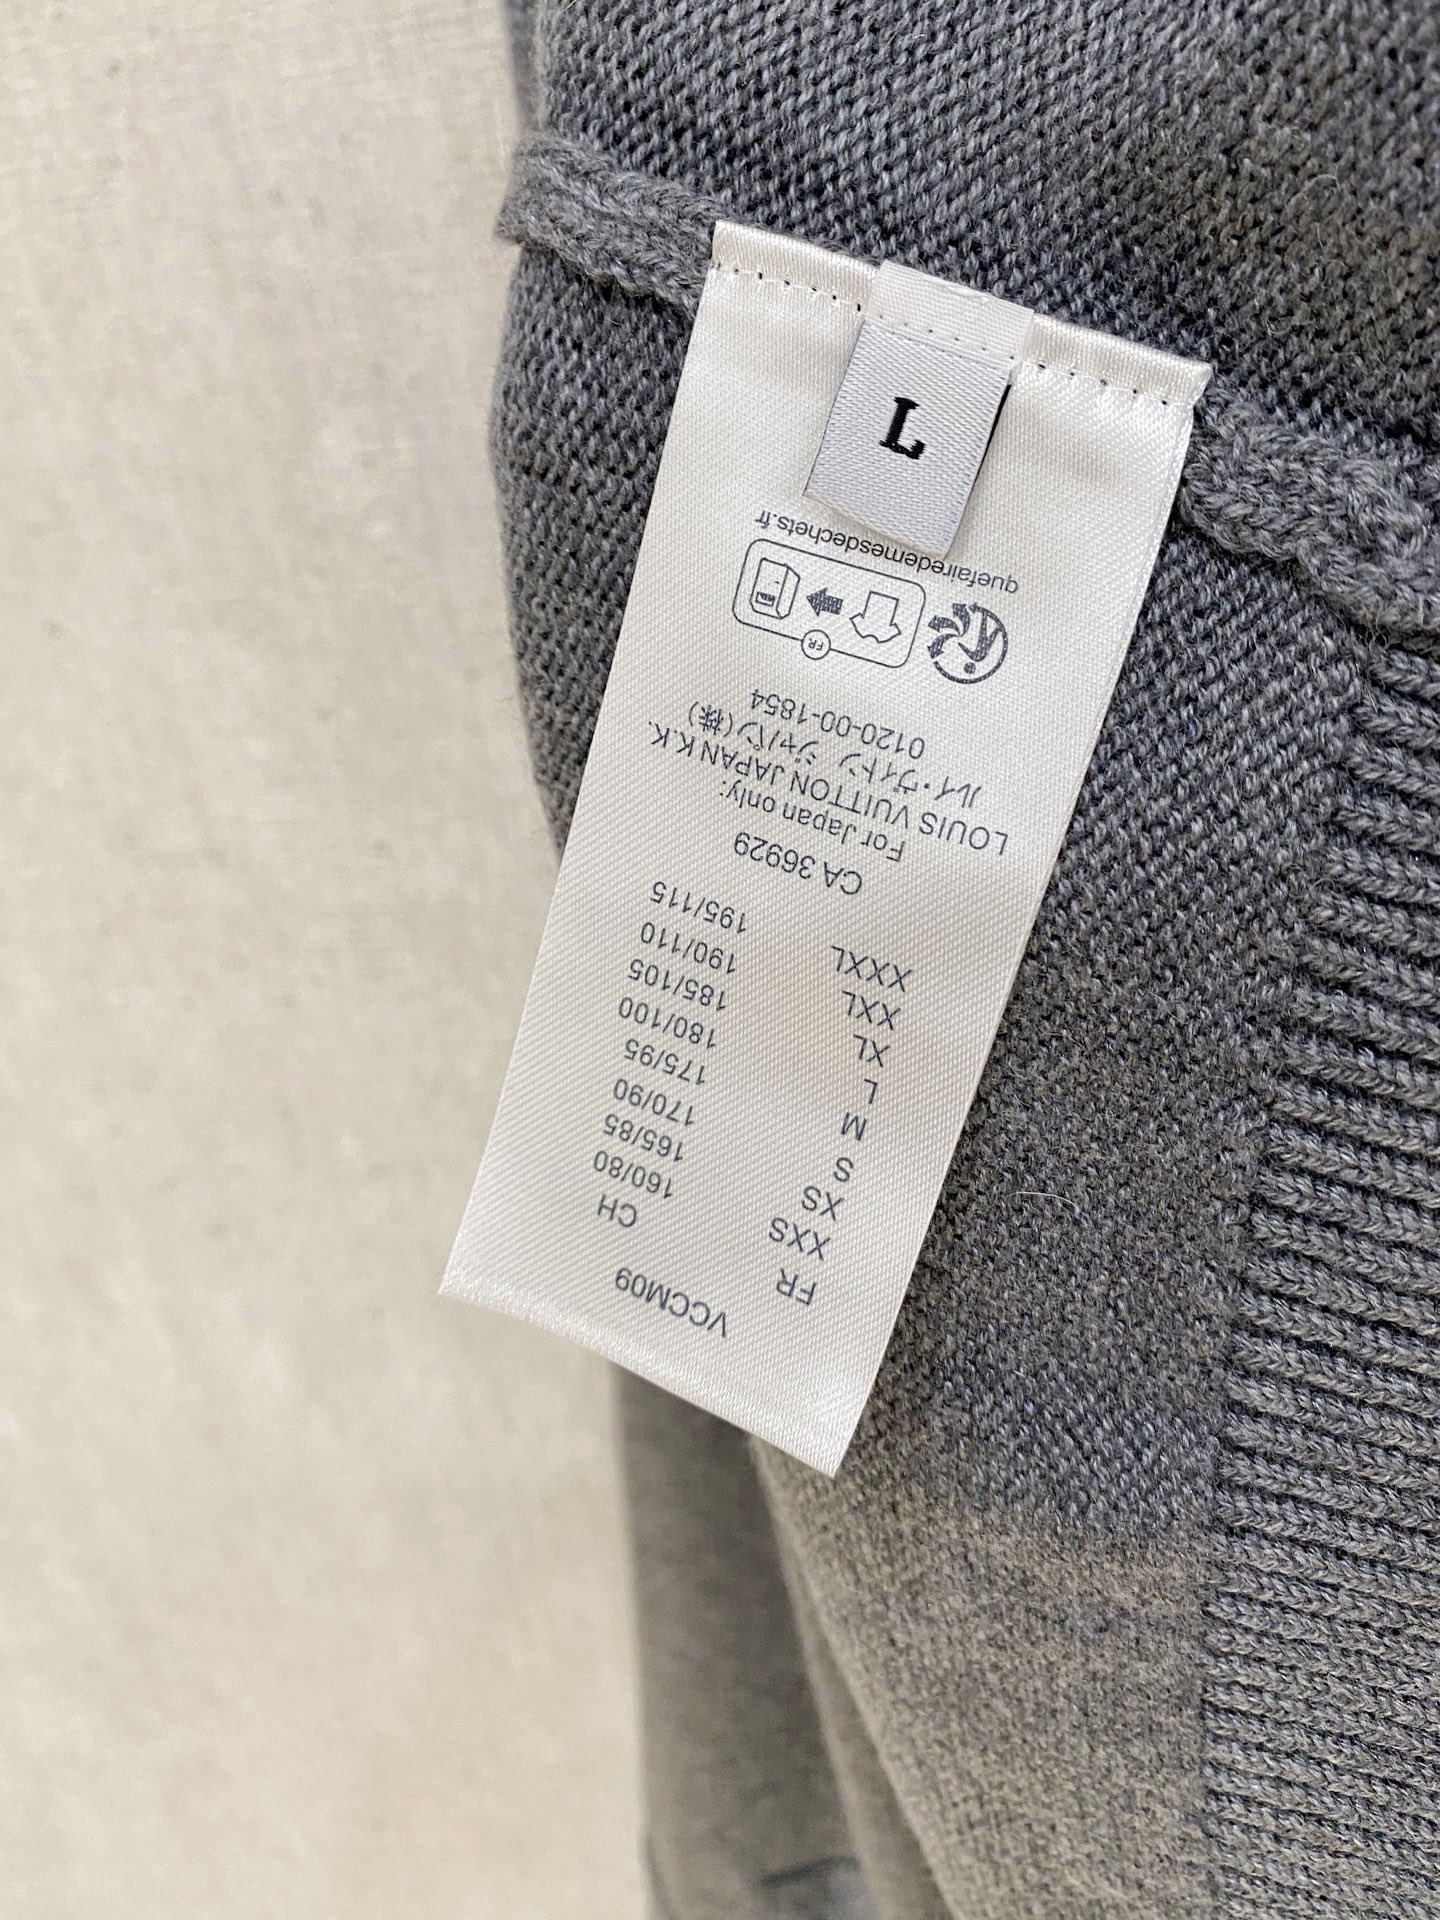 VCCM09
FR CH
XXS 160/80
XS 165/85
S 170/90
M 175/95
L 180/100
XL 185/105
XXL 190/110
XXXL 195/115
CA 36929
For Japan only:
LOUIS VUITTON JAPAN K.K.
ルイ・ヴィトン ジャパン(株)
0120-00-1854
FR
quefairedemesdechets.fr
L